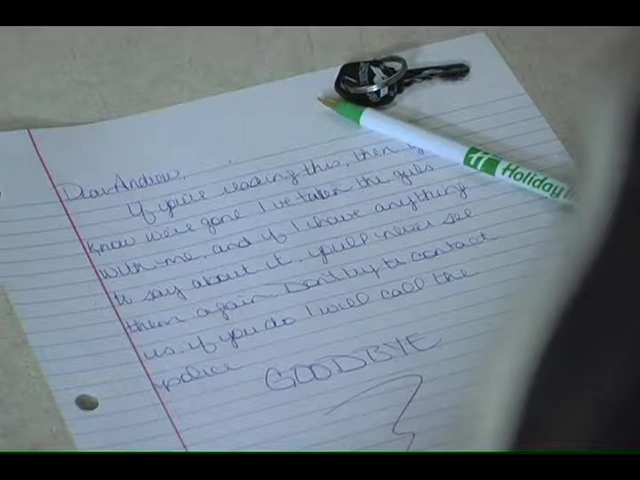 Dear Andrew,
If you're reading this, then
know we're gone I've taken the girls
with me, and if I have anything
to say about it, you'll never see
them again. Don't try to contact
us, if you do I will call the
police
GOODBYE
Holiday